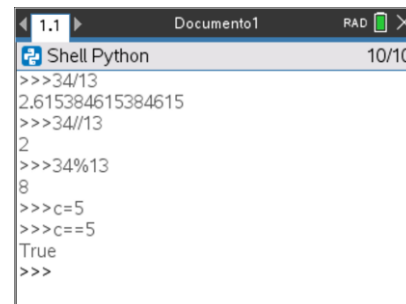 1.1 Documento1 RAD
Shell Python 10/10
>>>34/13
2.615384615384615
>>>34//13
2
>>>34%13
8
>>>c=5
>>>c==5
True
>>>